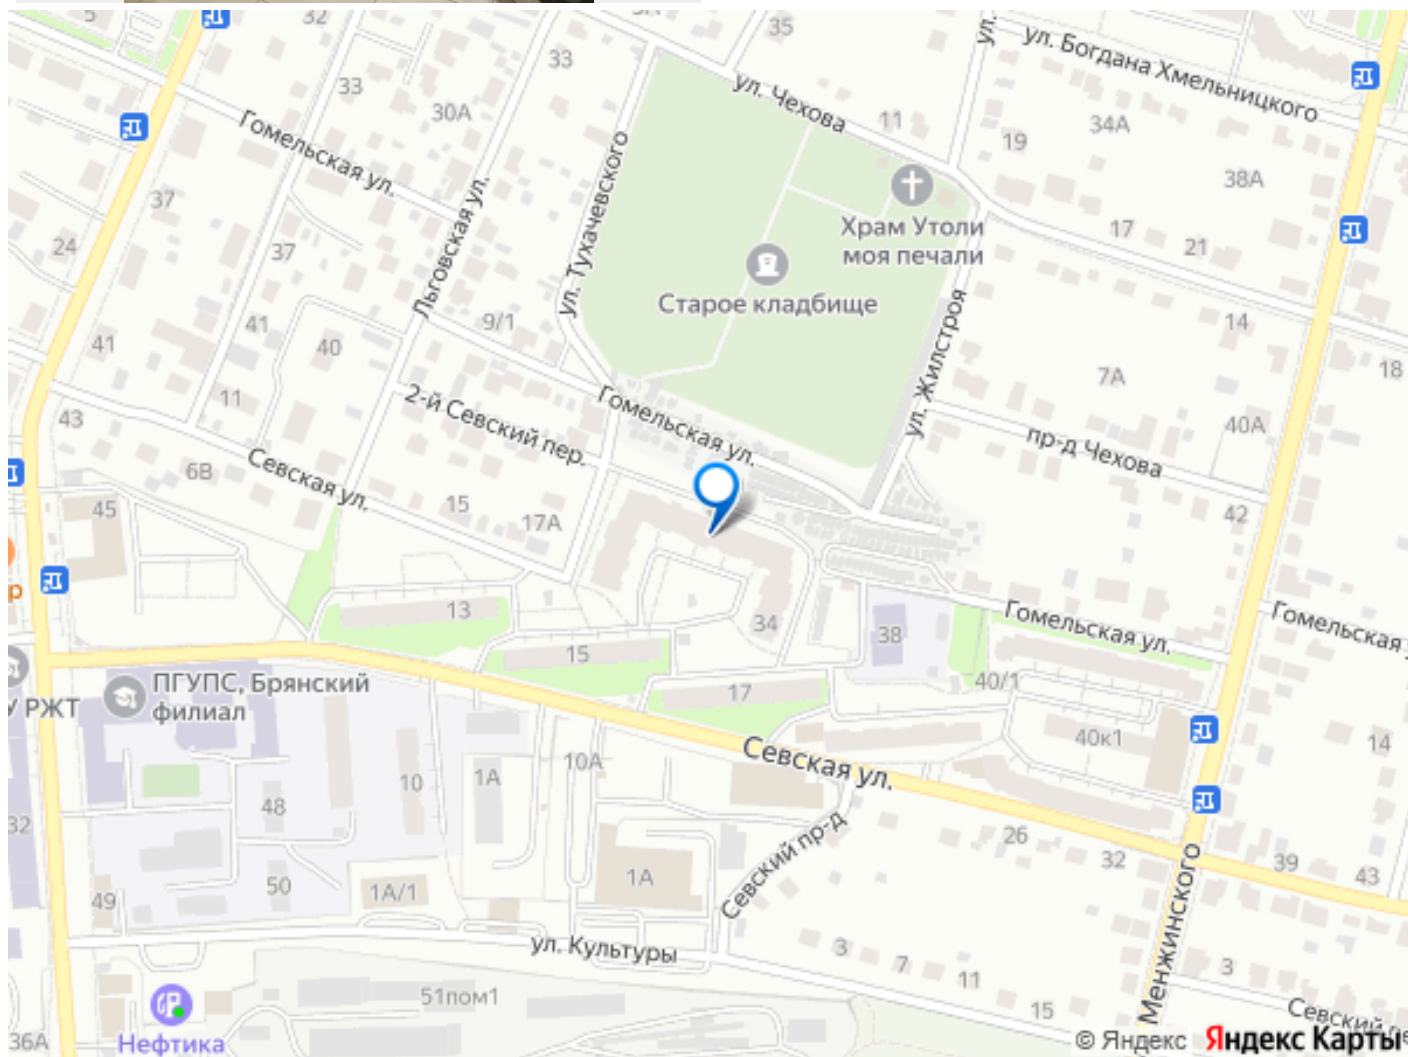 5
32
35
ул. Богдана Хмельницкого
33
33
30А
ул. Чехова
11
19
34А
38А
Гомельская ул.
ул. Тухачевского
Льговская ул.
37
24
37
Храм Утоли
моя печали
17
21
Старое кладбище
9/1
41
40
41
14
18
7А
ул. Жилстроя
11
43
2-й Севский пер.
Гомельская ул.
пр-д Чехова
40А
6В
Севская ул.
45
15
17А
42
р
13
34
38
Гомельская ул.
Гомельская у
15
17
40/1
ПГУПС, Брянский
филиал
У РЖТ
40к1
14
Севская ул.
10А
1А
10
48
32
50
49
1А/1
1А
Севский пр-д
26
32
39
43
Менжинского
ул. Культуры
3
7
11
15
3
51пом1
Нефтика
36А
Севский пе
© Яндекс Яндекс Карты